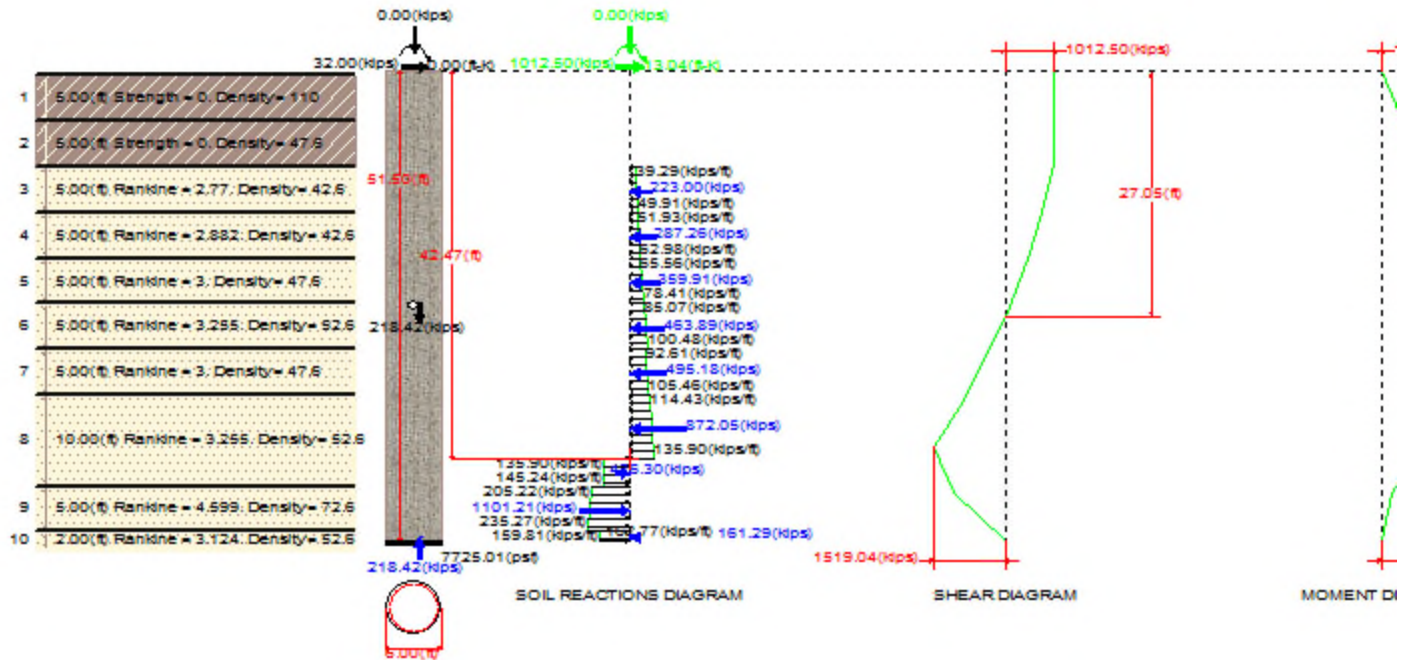 0.00(kips)
0.00(kips)
32.00(kips) 0.00(ft-K)
1012.50(kips) 13.04(ft-K)
1012.50(kips)
1 5.00(ft) Strength = 0, Density= 110
2 5.00(ft) Strength = 0, Density= 47.6
3 5.00(ft) Rankine = 2.77, Density= 42.6
4 5.00(ft) Rankine = 2.882, Density= 42.6
5 5.00(ft) Rankine = 3, Density= 47.6
6 5.00(ft) Rankine = 3.255, Density= 52.6
7 5.00(ft) Rankine = 3, Density= 47.6
8 10.00(ft) Rankine = 3.255, Density= 52.6
9 5.00(ft) Rankine = 4.599, Density= 72.6
10 2.00(ft) Rankine = 3.124, Density= 52.6
42.47(ft)
218.42(kips)
218.42(kips)
7725.01(psf)
39.29(kips/ft)
223.00(kips)
49.91(kips/ft)
51.93(kips/ft)
287.26(kips)
62.98(kips/ft)
65.56(kips/ft)
359.91(kips)
78.41(kips/ft)
85.07(kips/ft)
463.89(kips)
100.48(kips/ft)
92.61(kips/ft)
495.18(kips)
105.46(kips/ft)
114.43(kips/ft)
872.05(kips)
135.90(kips/ft)
135.90(kips/ft)
145.24(kips/ft)
205.22(kips/ft)
1101.21(kips)
235.27(kips/ft)
159.81(kips/ft)
161.29(kips)
27.05(ft)
1519.04(kips)
SOIL REACTIONS DIAGRAM
SHEAR DIAGRAM
MOMENT